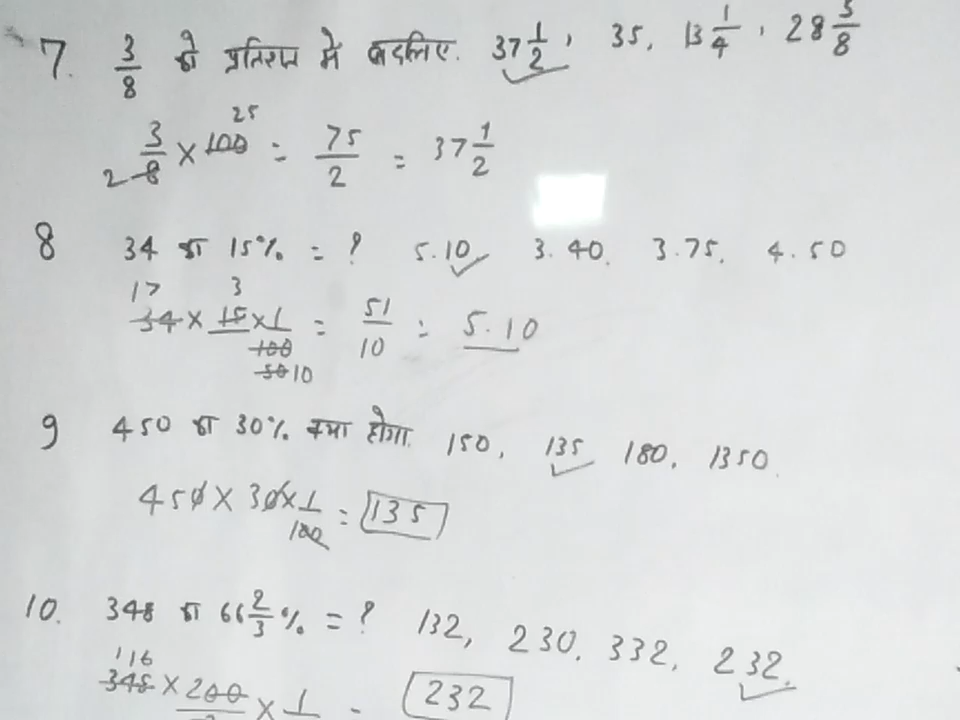 7. 3/8 को प्रतिशत में बदलिए. 37 1/2, 35, 13 1/4, 28 3/8
3/8 × 100 = 75/2 = 37 1/2
25
2
8 34 का 15% = ? 5.10, 3.40, 3.75, 4.50
17 3
34 × 15 × 1/100 = 51/10 = 5.10
50 10
9 450 का 30% क्या होगा. 150, 135 180, 1350
450 × 30 × 1/100 = 135
10. 348 का 66 2/3 % = ? 132, 230, 332, 232.
116
348 × 200 × 1 = 232